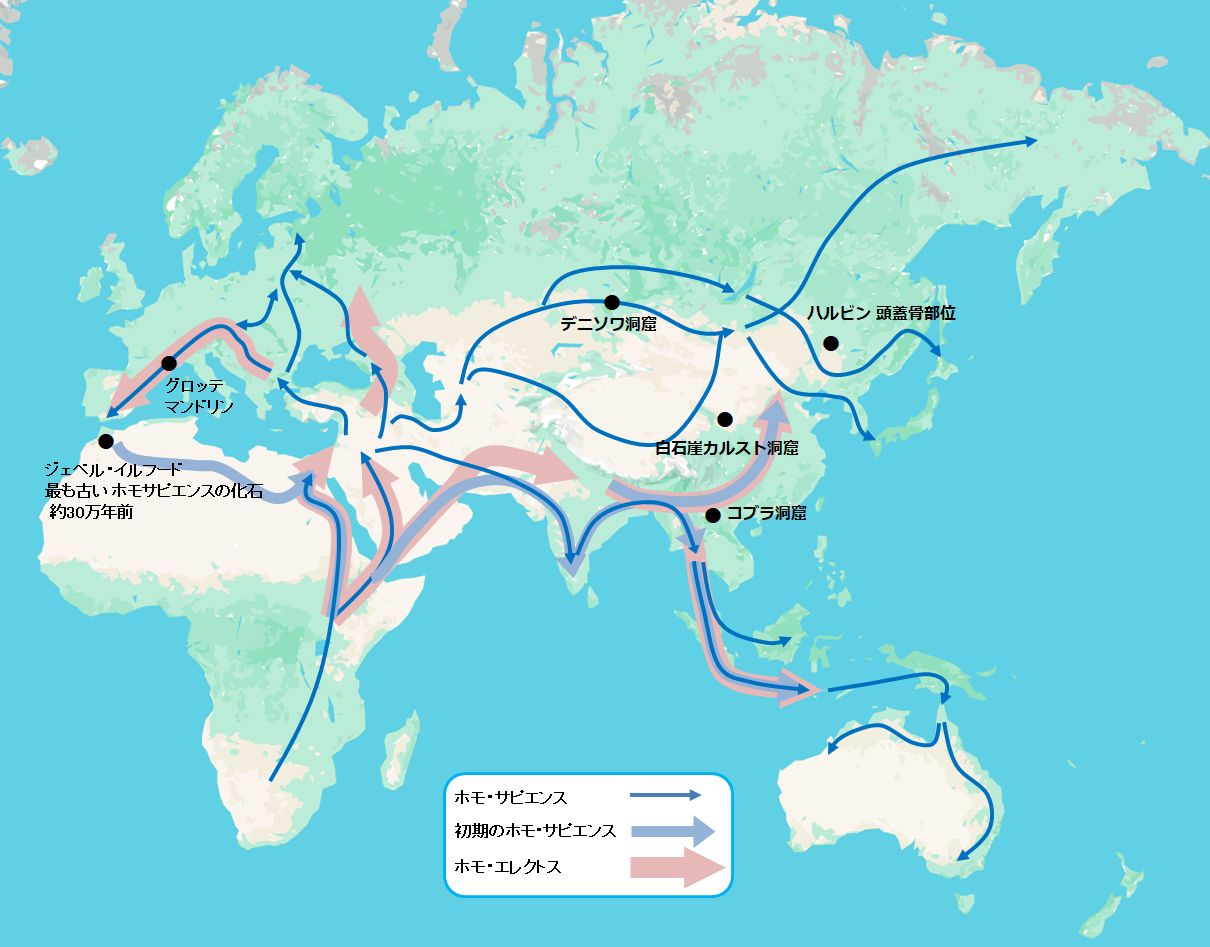 デニソワ洞窟
ハルビン 頭蓋骨部位
グロッテ
マンドリン
白石崖カルスト洞窟
ジェベル・イルフード
最も古い ホモサピエンスの化石
約30万年前
コブラ洞窟
ホモ・サピエンス
初期のホモ・サピエンス
ホモ・エレクトス